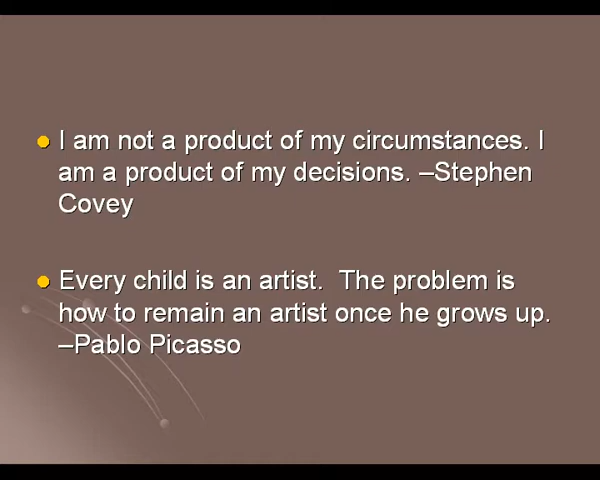 I am not a product of my circumstances. I
am a product of my decisions. –Stephen
Covey
Every child is an artist.  The problem is
how to remain an artist once he grows up.
–Pablo Picasso